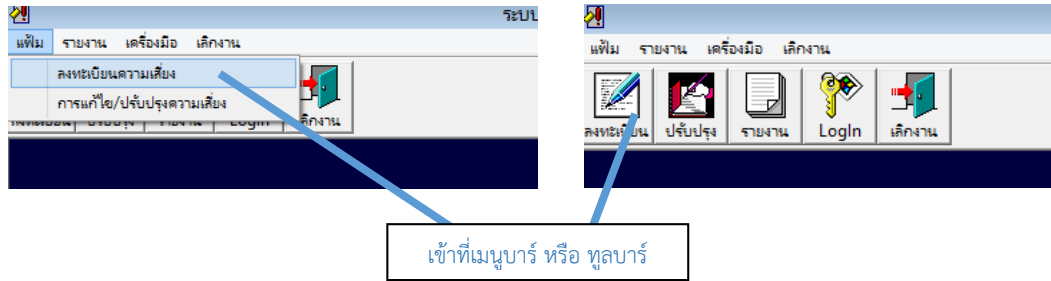 ระบบ
แฟ้ม รายงาน เครื่องมือ เลิกงาน
ลงทะเบียนความเสี่ยง
การแก้ไข/ปรับปรุงความเสี่ยง
เลิกงาน
แฟ้ม รายงาน เครื่องมือ เลิกงาน
ลงทะเบียน ปรับปรุง รายงาน LogIn เลิกงาน
เข้าที่เมนูบาร์ หรือ ทูลบาร์